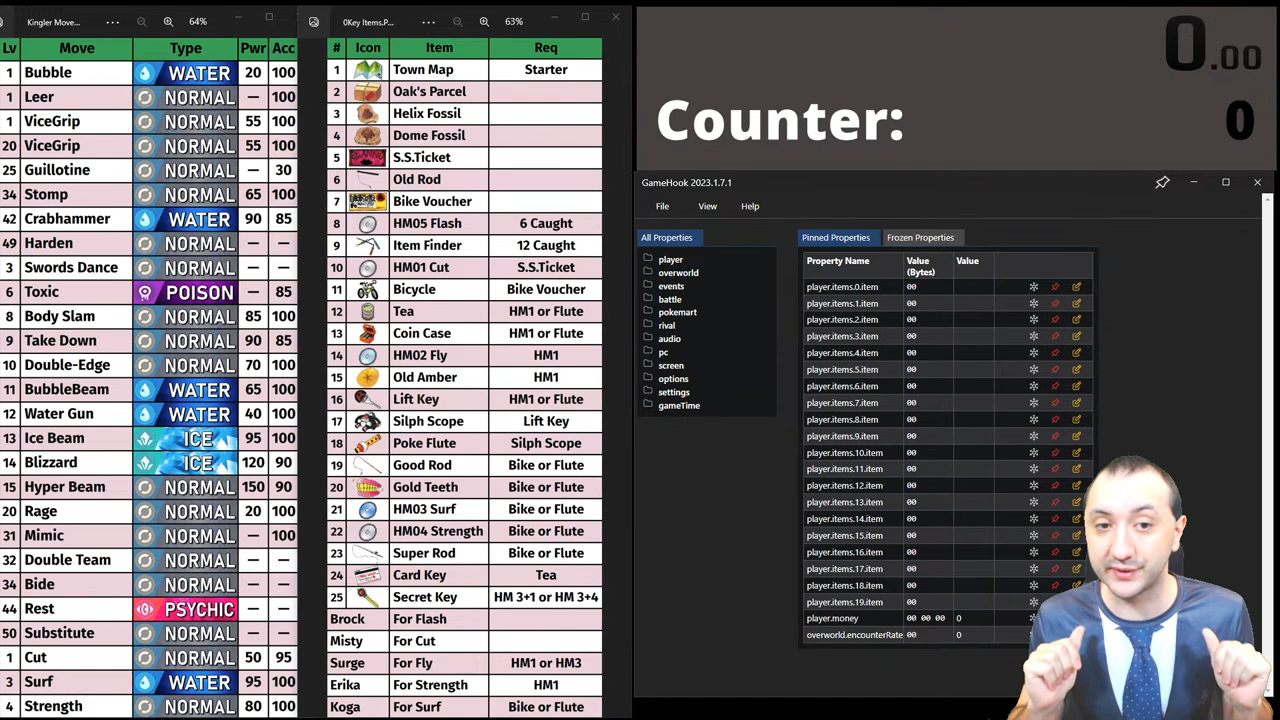 Kingler Move...
64%
Lv Move Type Pwr Acc
1 Bubble WATER 20 100
1 Leer NORMAL — 100
1 ViceGrip NORMAL 55 100
20 ViceGrip NORMAL 55 100
25 Guillotine NORMAL — 30
34 Stomp NORMAL 65 100
42 Crabhammer WATER 90 85
49 Harden NORMAL — —
3 Swords Dance NORMAL — —
6 Toxic POISON — 85
8 Body Slam NORMAL 85 100
9 Take Down NORMAL 90 85
10 Double-Edge NORMAL 70 100
11 BubbleBeam WATER 65 100
12 Water Gun WATER 40 100
13 Ice Beam ICE 95 100
14 Blizzard ICE 120 90
15 Hyper Beam NORMAL 150 90
20 Rage NORMAL 20 100
31 Mimic NORMAL — 100
32 Double Team NORMAL — —
34 Bide NORMAL — —
44 Rest PSYCHIC — —
50 Substitute NORMAL — —
1 Cut NORMAL 50 95
3 Surf WATER 95 100
4 Strength NORMAL 80 100
0Key Items.P...
63%
# Icon Item Req
1 Town Map Starter
2 Oak's Parcel
3 Helix Fossil
4 Dome Fossil
5 S.S.Ticket
6 Old Rod
7 Bike Voucher
8 HM05 Flash 6 Caught
9 Item Finder 12 Caught
10 HM01 Cut S.S.Ticket
11 Bicycle Bike Voucher
12 Tea HM1 or Flute
13 Coin Case HM1 or Flute
14 HM02 Fly HM1
15 Old Amber HM1
16 Lift Key HM1 or Flute
17 Silph Scope Lift Key
18 Poke Flute Silph Scope
19 Good Rod Bike or Flute
20 Gold Teeth Bike or Flute
21 HM03 Surf Bike or Flute
22 HM04 Strength Bike or Flute
23 Super Rod Bike or Flute
24 Card Key Tea
25 Secret Key HM 3+1 or HM 3+4
Brock For Flash
Misty For Cut
Surge For Fly HM1 or HM3
Erika For Strength HM1
Koga For Surf Bike or Flute
0.00
Counter: 0
GameHook 2023.1.7.1
File View Help
All Properties
player
overworld
events
battle
pokemart
rival
audio
pc
screen
options
settings
gameTime
Pinned Properties Frozen Properties
Property Name Value (Bytes) Value
player.items.0.item 00
player.items.1.item 00
player.items.2.item 00
player.items.3.item 00
player.items.4.item 00
player.items.5.item 00
player.items.6.item 00
player.items.7.item 00
player.items.8.item 00
player.items.9.item 00
player.items.10.item 00
player.items.11.item 00
player.items.12.item 00
player.items.13.item 00
player.items.14.item 00
player.items.15.item 00
player.items.16.item 00
player.items.17.item 00
player.items.18.item 00
player.items.19.item 00
player.money 00 00 00 0
overworld.encounterRate 00 0